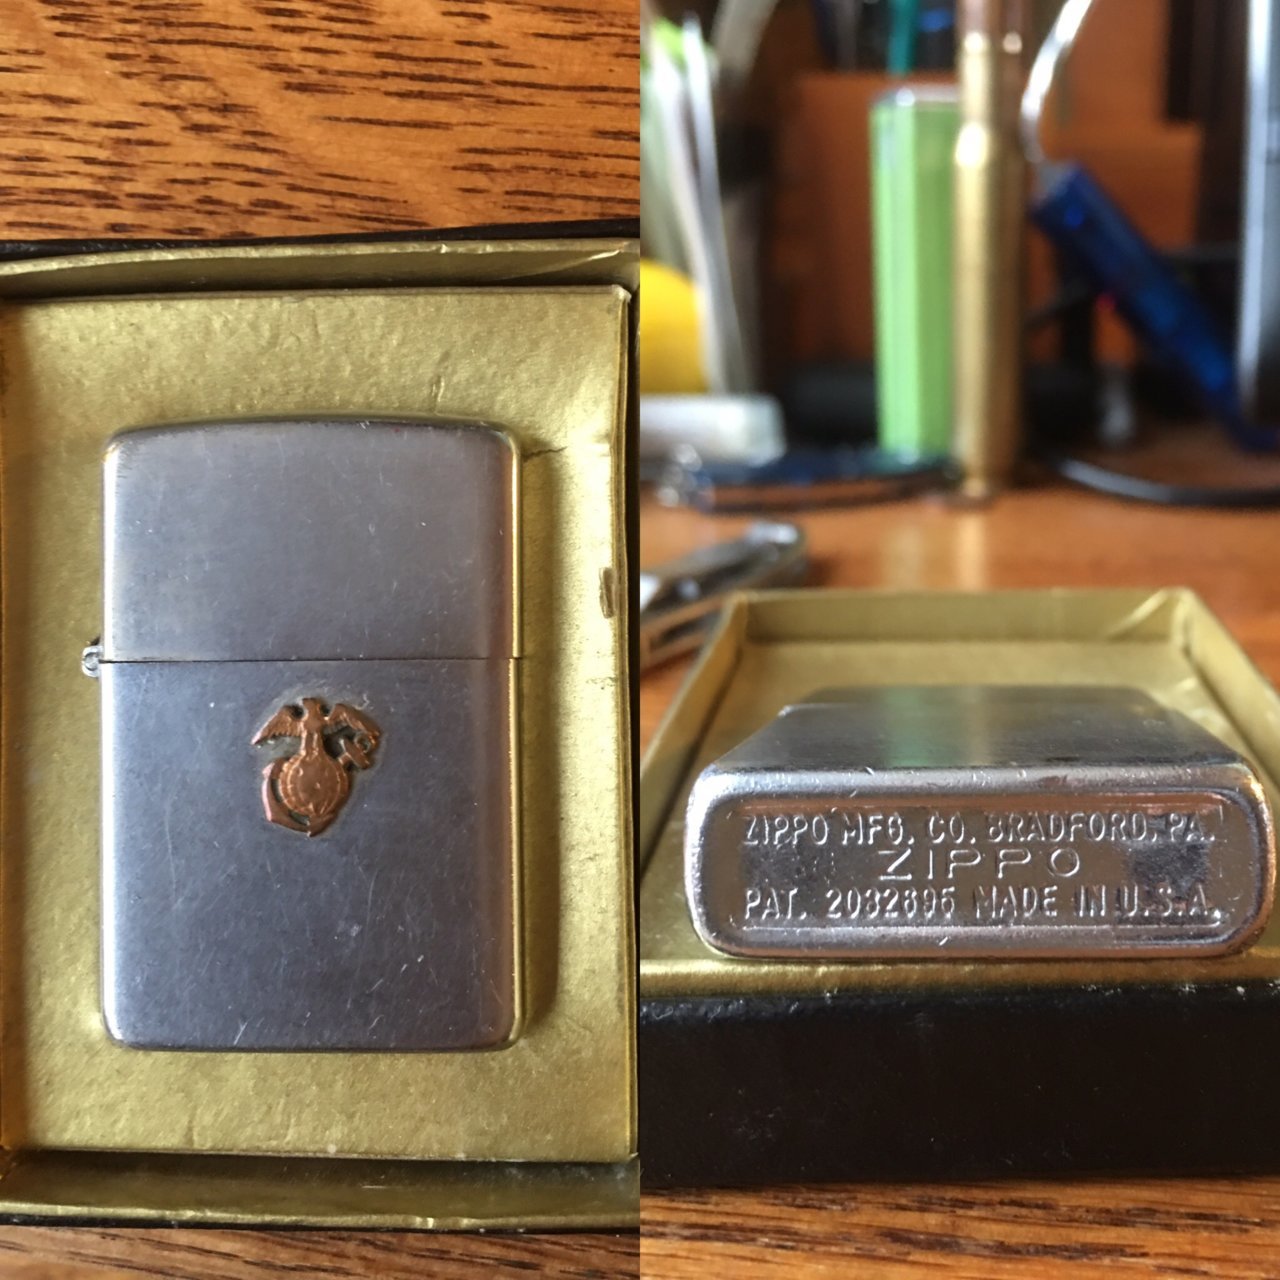 ZIPPO MFG. CO. BRADFORD, PA.
ZIPPO
PAT. 2032695 MADE IN U.S.A.